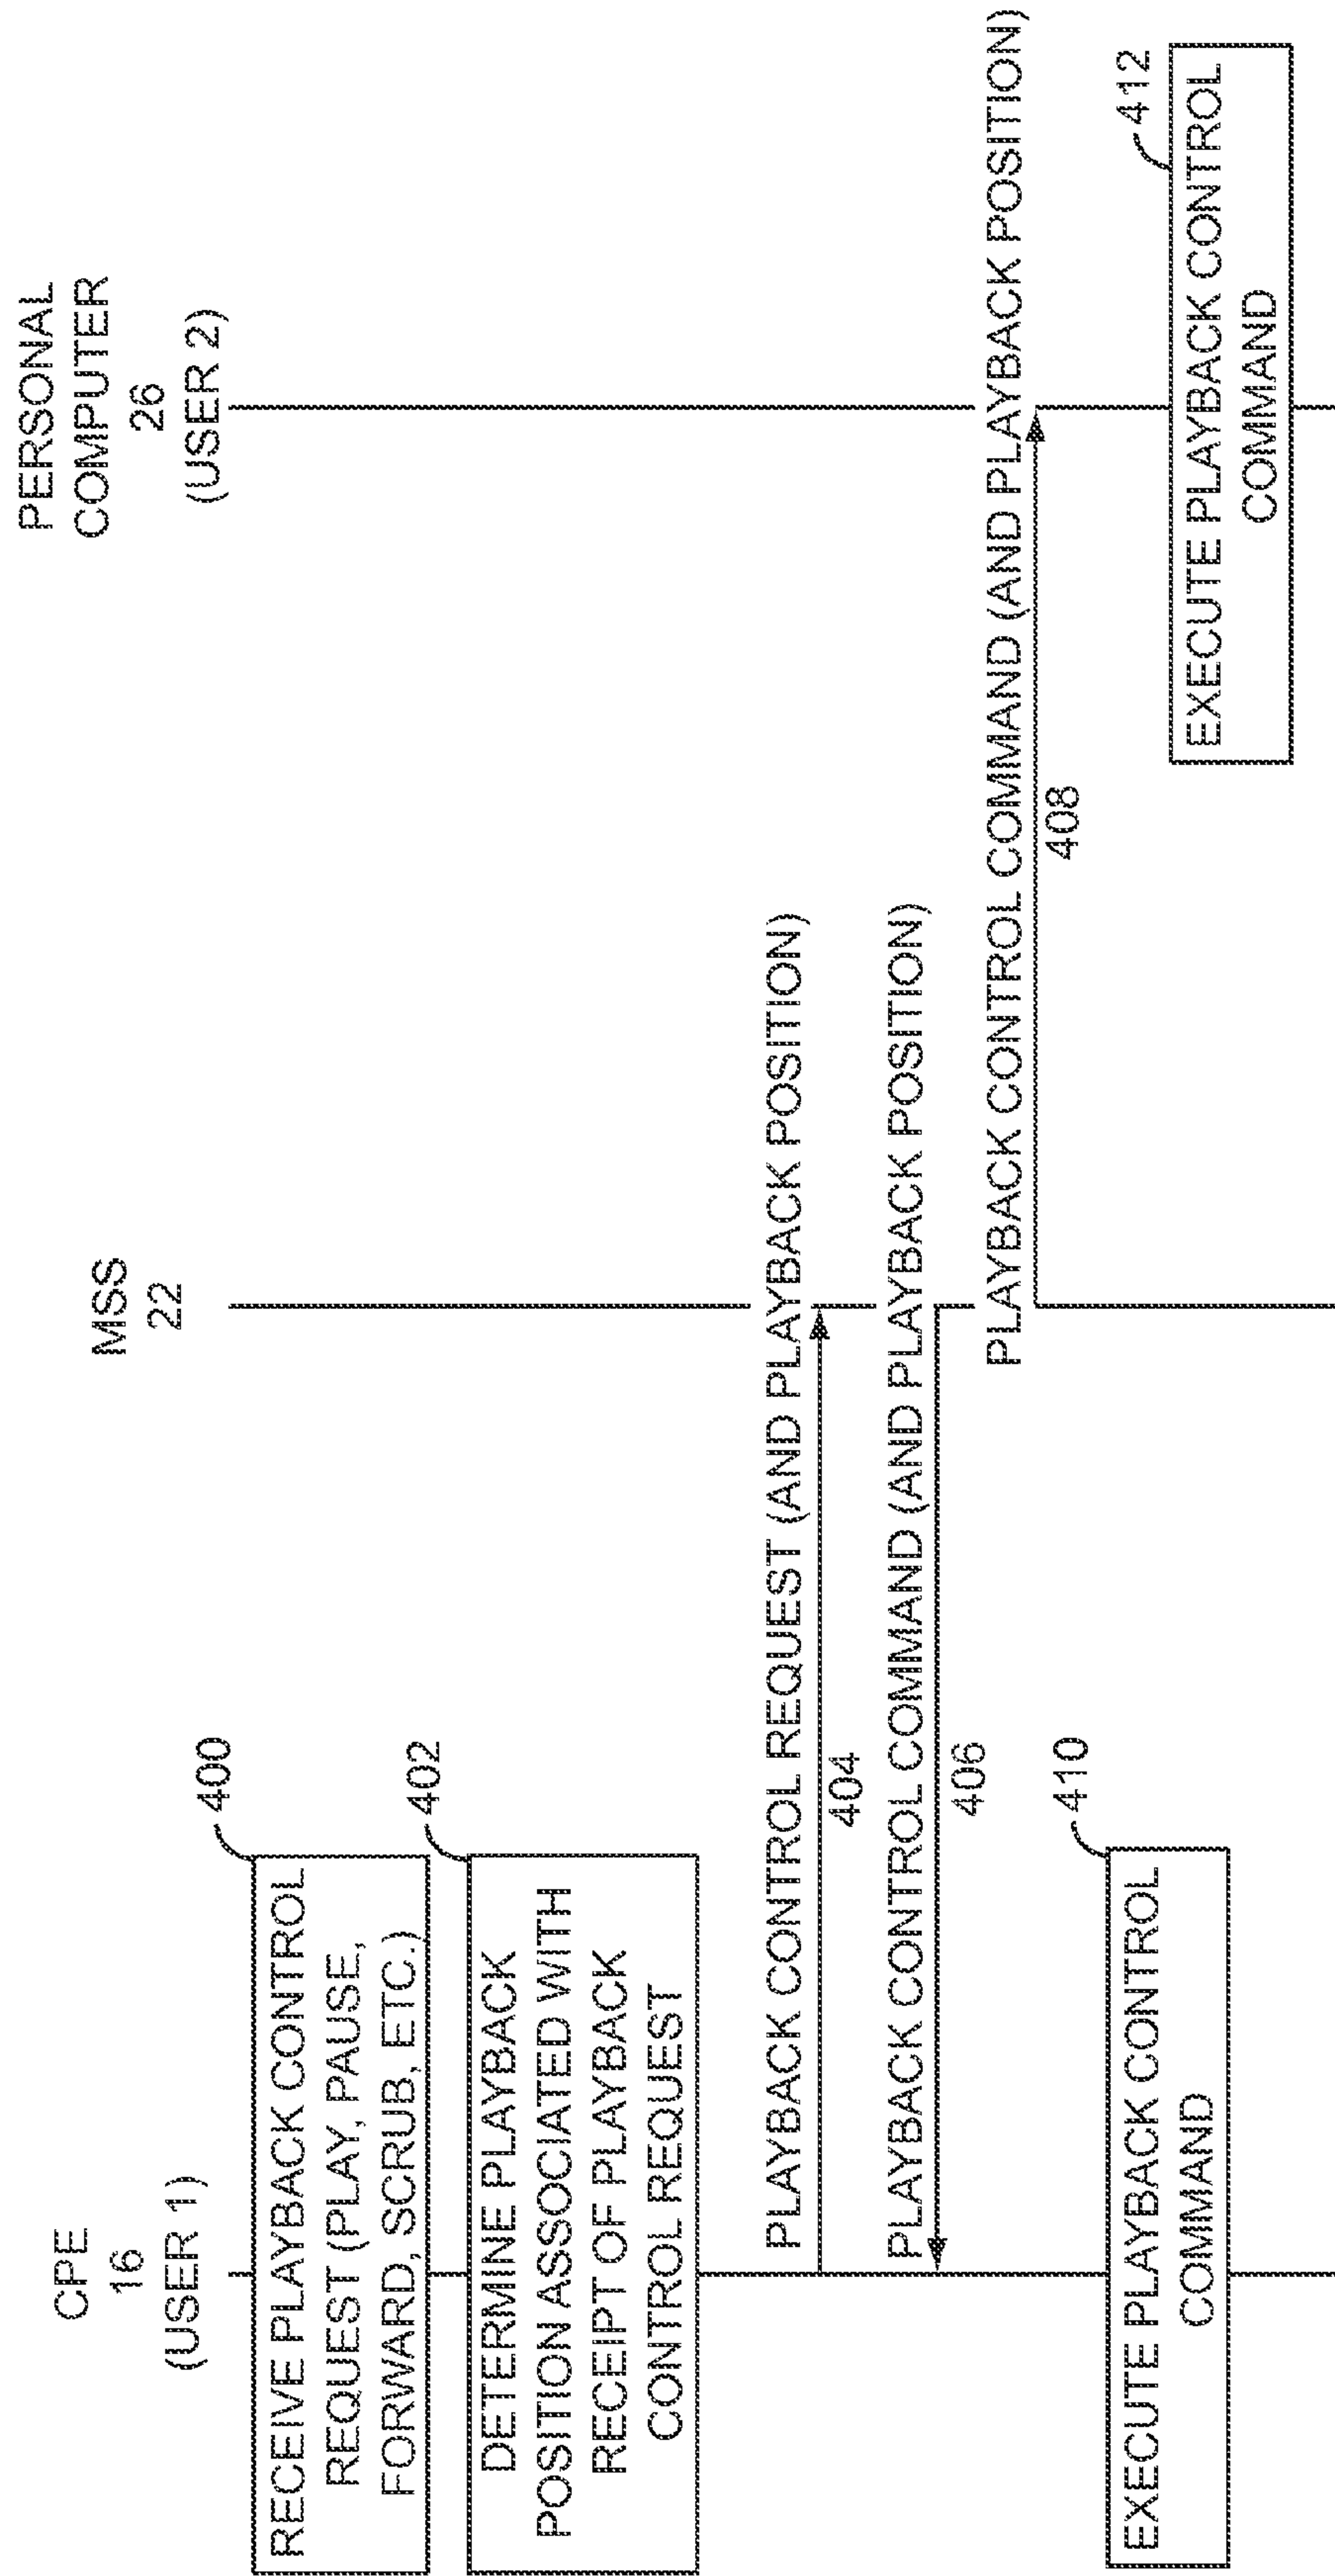 CPE
16
(USER 1)
MSS
22
PERSONAL
COMPUTER
26
(USER 2)
400
RECEIVE PLAYBACK CONTROL
REQUEST (PLAY, PAUSE,
FORWARD, SCRUB, ETC.)
402
DETERMINE PLAYBACK
POSITION ASSOCIATED WITH
RECEIPT OF PLAYBACK
CONTROL REQUEST
PLAYBACK CONTROL REQUEST (AND PLAYBACK POSITION)
404
PLAYBACK CONTROL COMMAND (AND PLAYBACK POSITION)
406
PLAYBACK CONTROL COMMAND (AND PLAYBACK POSITION)
408
410
EXECUTE PLAYBACK CONTROL
COMMAND
412
EXECUTE PLAYBACK CONTROL
COMMAND